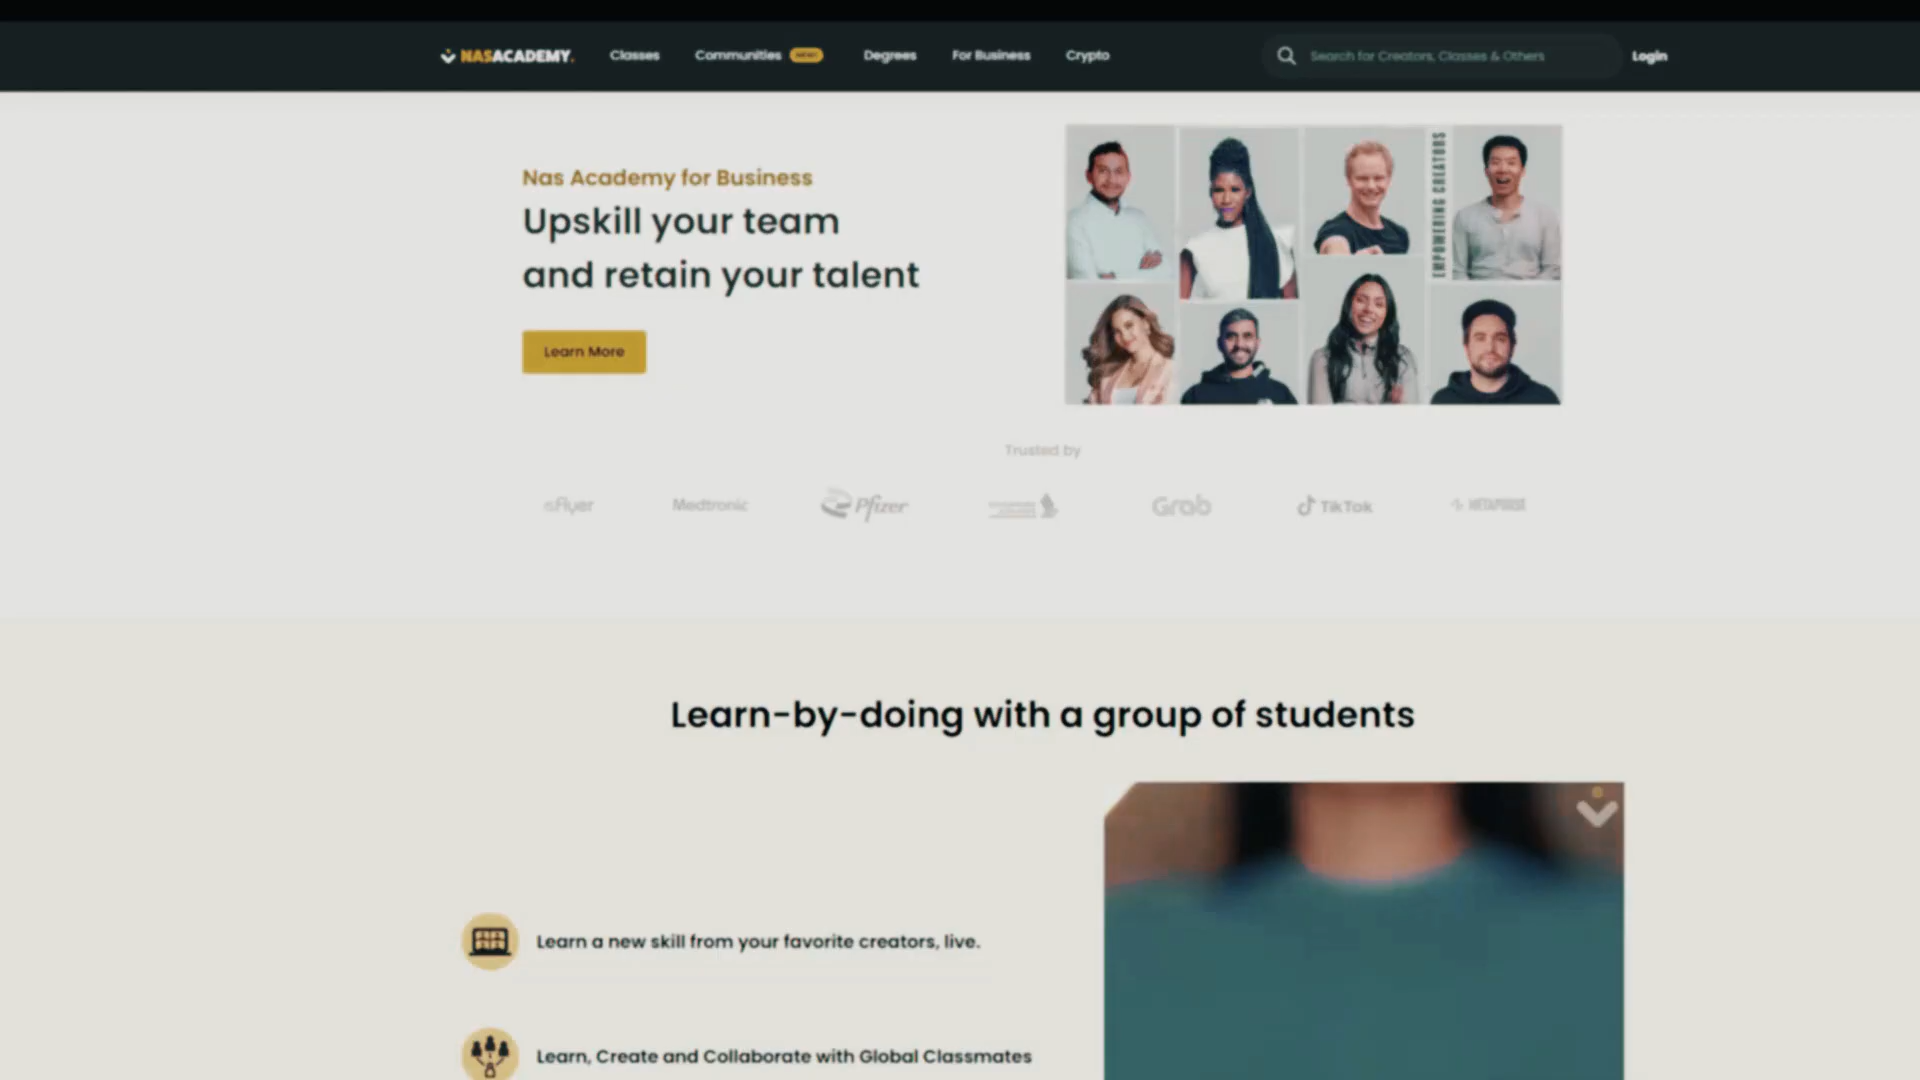 NASACADEMY.
Classes
Communities
NEW!
Degrees
For Business
Crypto
Search for Creators, Classes & Others
Login
Nas Academy for Business
Upskill your team
and retain your talent
Learn More
EMPOWERING CREATORS
Trusted by
eFlyer
Medtronic
Pfizer
Grab
TikTok
Learn-by-doing with a group of students
Learn a new skill from your favorite creators, live.
Learn, Create and Collaborate with Global Classmates